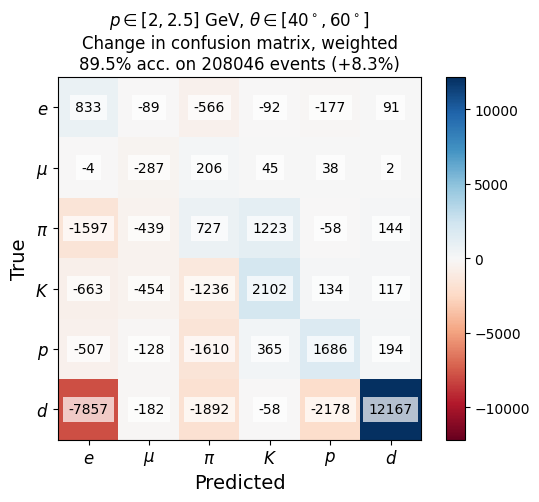 p ∈ [2, 2.5] GeV, θ ∈ [40°, 60°]
Change in confusion matrix, weighted
89.5% acc. on 208046 events (+8.3%)
e 833 -89 -566 -92 -177 91
μ -4 -287 206 45 38 2
π -1597 -439 727 1223 -58 144
K -663 -454 -1236 2102 134 117
p -507 -128 -1610 365 1686 194
d -7857 -182 -1892 -58 -2178 12167
e μ π K p d
True
Predicted
10000
5000
0
−5000
−10000